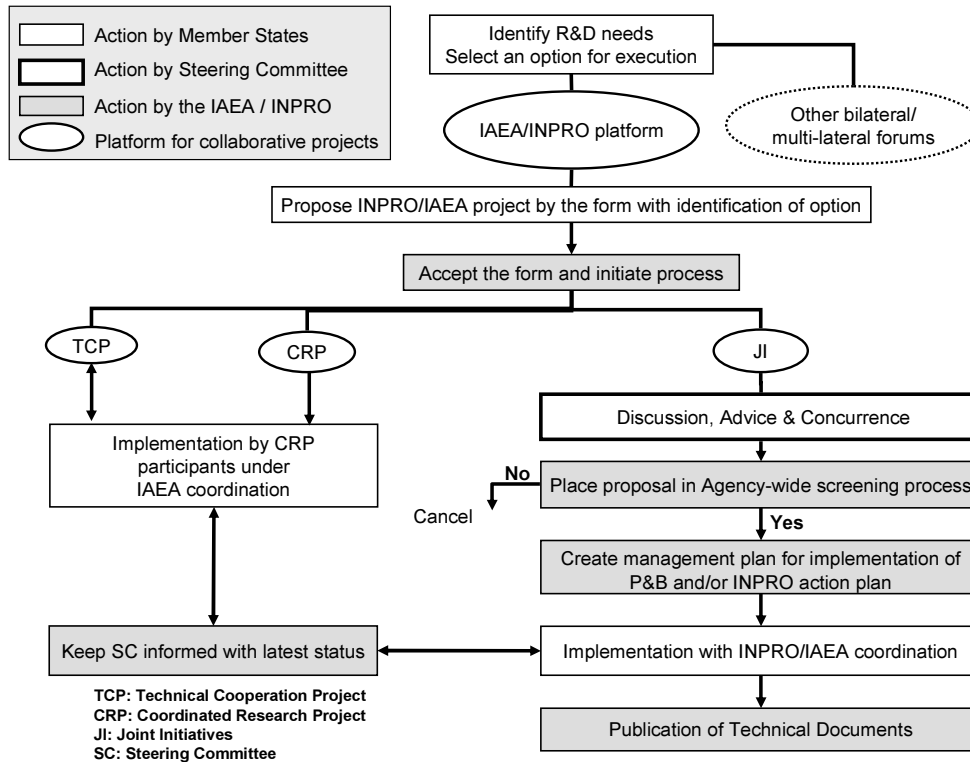 Action by Member States
Action by Steering Committee
Action by the IAEA / INPRO
Platform for collaborative projects
Identify R&D needs
Select an option for execution
IAEA/INPRO platform
Other bilateral/
multi-lateral forums
Propose INPRO/IAEA project by the form with identification of option
Accept the form and initiate process
TCP
CRP
JI
Implementation by CRP
participants under
IAEA coordination
Discussion, Advice & Concurrence
No
Place proposal in Agency-wide screening process
Cancel
Yes
Create management plan for implementation of
P&B and/or INPRO action plan
Keep SC informed with latest status
Implementation with INPRO/IAEA coordination
TCP: Technical Cooperation Project
CRP: Coordinated Research Project
JI: Joint Initiatives
SC: Steering Committee
Publication of Technical Documents